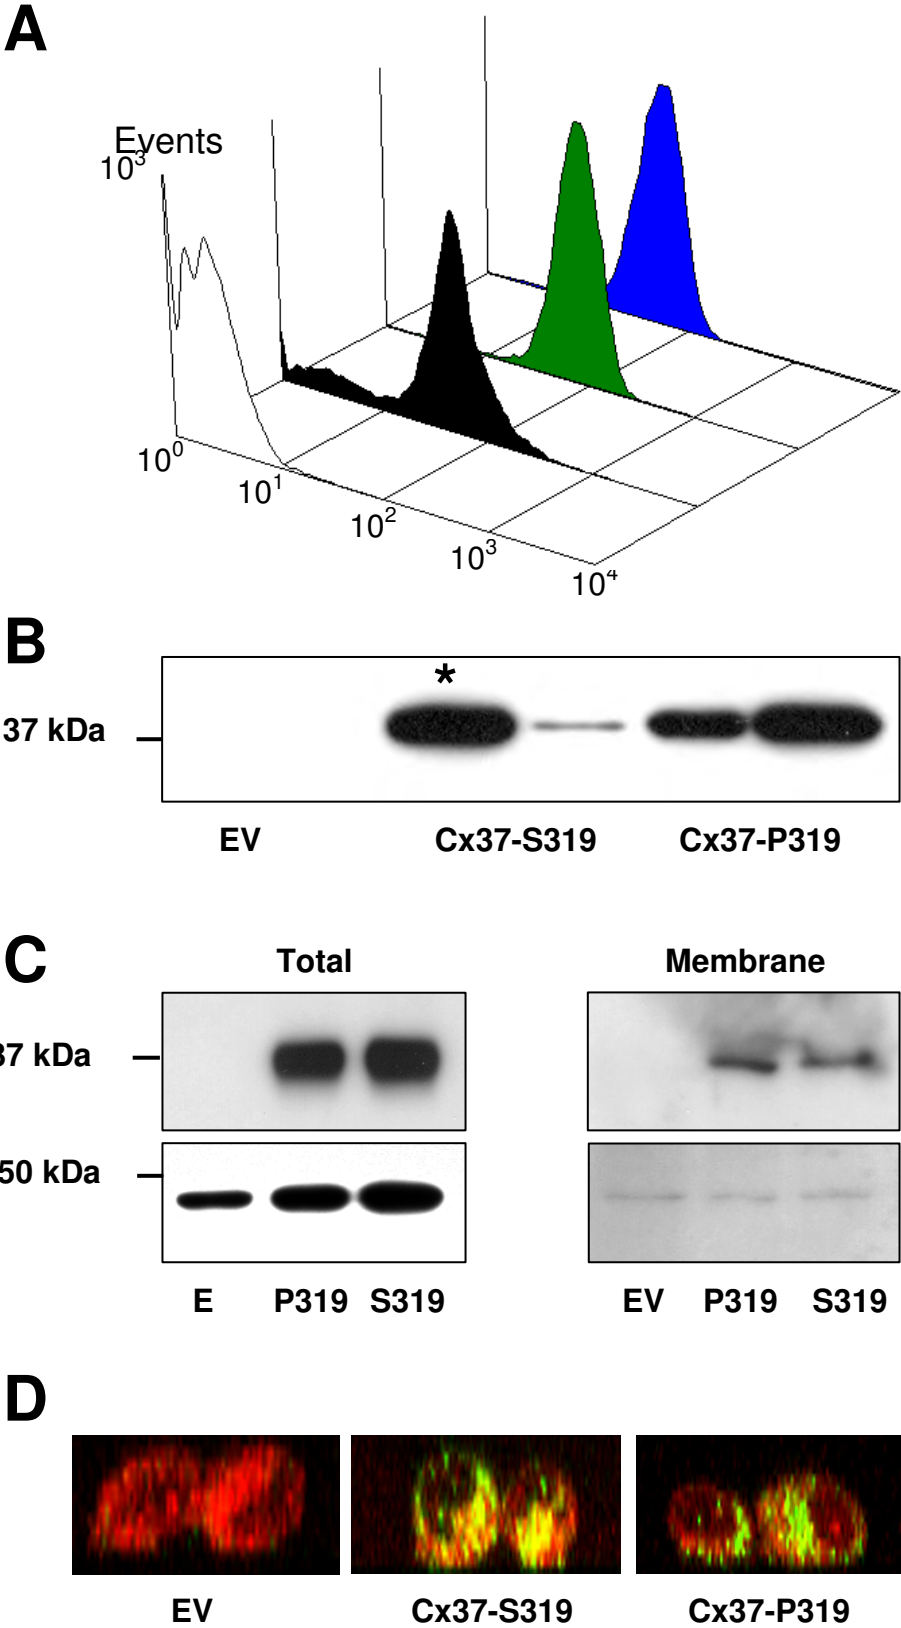 A
Events
10³
10⁰
10¹
10²
10³
10⁴
B
*
37 kDa
EV Cx37-S319 Cx37-P319
C
Total Membrane
37 kDa
50 kDa
E P319 S319 EV P319 S319
D
EV Cx37-S319 Cx37-P319